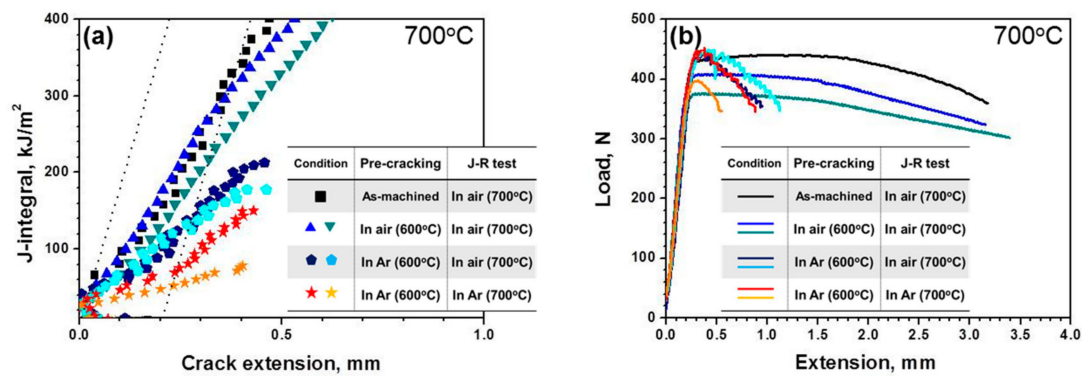 (a)
700°C
J-integral, kJ/m²
400
300
200
100
0.0
0.5
1.0
Crack extension, mm
Condition Pre-cracking J-R test
As-machined In air (700°C)
In air (600°C) In air (700°C)
In Ar (600°C) In air (700°C)
In Ar (600°C) In Ar (700°C)
(b)
700°C
Load, N
500
400
300
200
100
0
0.0 0.5 1.0 1.5 2.0 2.5 3.0 3.5 4.0
Extension, mm
Condition Pre-cracking J-R test
As-machined In air (700°C)
In air (600°C) In air (700°C)
In Ar (600°C) In air (700°C)
In Ar (600°C) In Ar (700°C)